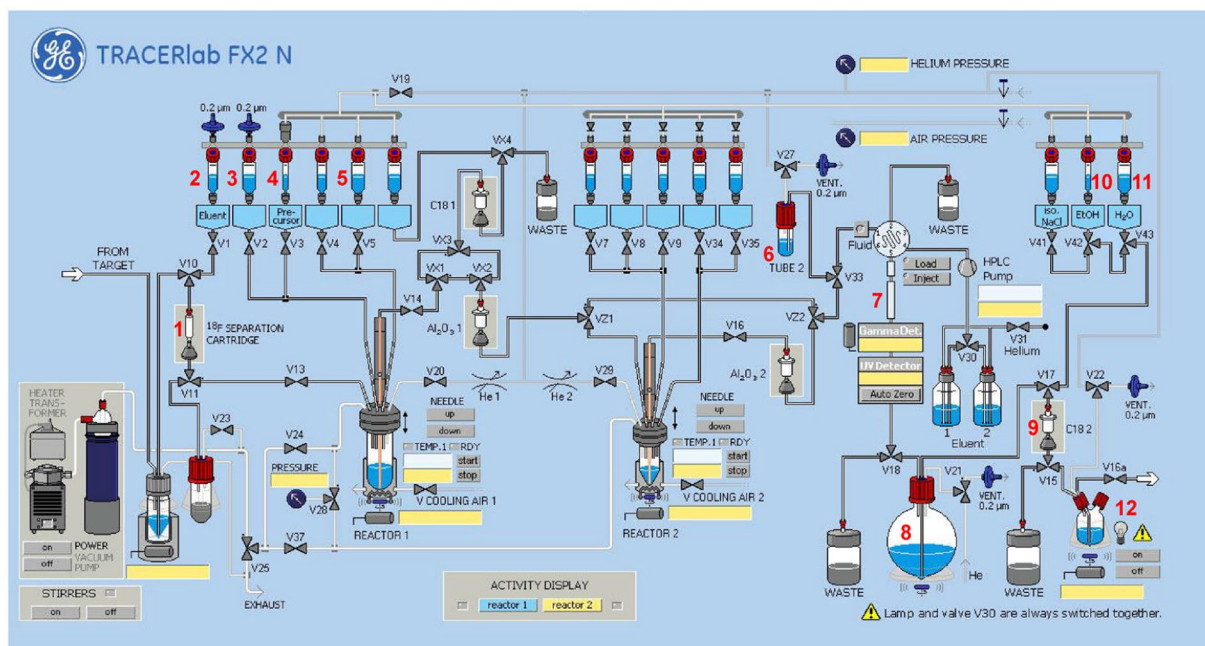 GE
TRACERlab FX2 N
V19
HELIUM PRESSURE
0.2 µm
0.2 µm
AIR PRESSURE
VX4
V27
VENT.
0.2 µm
2
3
4
5
10
11
C18 1
WASTE
6
TUBE 2
Fluid
WASTE
Eluent
Pre-
cursor
iso.
NaCl
EtOH
H₂O
V1
V2
V3
V4
V5
VX3
V7
V8
V9
V34
V35
V33
Load
Inject
HPLC
Pump
V41
V42
V43
FROM
TARGET
V10
VX1
VX2
7
V14
1
18F SEPARATION
CARTRIDGE
Al₂O₃ 1
VZ1
V16
VZ2
Gamma Det.
V31
Helium
V30
UV Detector
Auto Zero
Al₂O₃ 2
V13
V20
He 1
He 2
V29
V11
V17
V22
VENT.
0.2 µm
1
2
Eluent
9
C18 2
HEATER
TRANS-
FORMER
V23
V24
NEEDLE
up
down
NEEDLE
up
down
TEMP.1
RDY
start
stop
TEMP.1
RDY
start
stop
PRESSURE
V28
V COOLING AIR 1
V COOLING AIR 2
V18
V21
VENT.
0.2 µm
V15
V16a
8
12
REACTOR 1
REACTOR 2
on
off
POWER
VACUUM
PUMP
V25
V37
on
off
WASTE
He
WASTE
STIRRERS
on
off
EXHAUST
ACTIVITY DISPLAY
reactor 1
reactor 2
Lamp and valve V30 are always switched together.